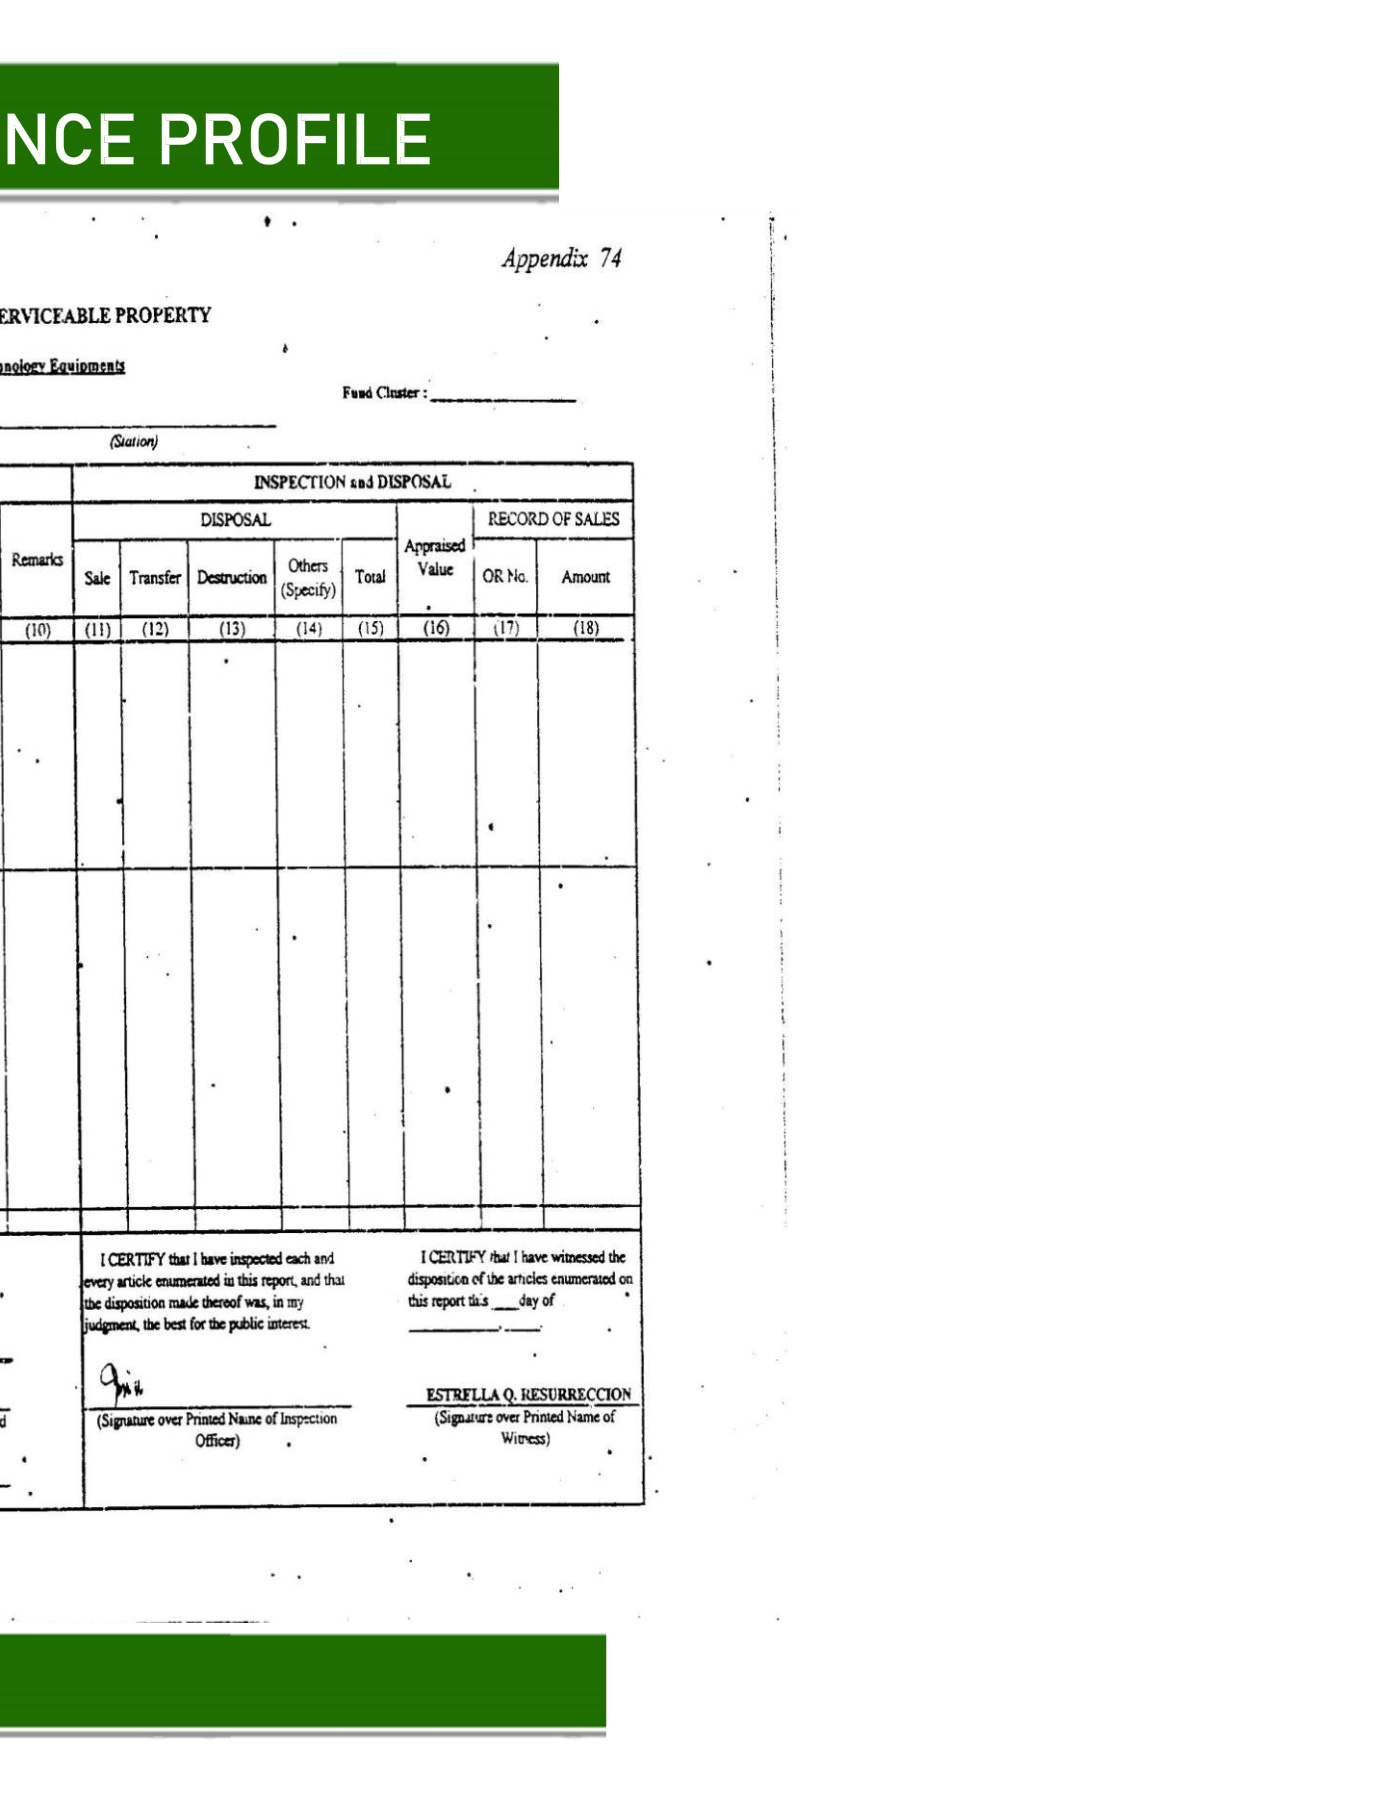 NCE PROFILE
Appendix 74
ERVICEABLE PROPERTY
nology Equipments
Fund Cluster :
(Station)
INSPECTION and DISPOSAL
DISPOSAL
RECORD OF SALES
Remarks
Sale
Transfer
Destruction
Others
(Specify)
Total
Appraised
Value
OR No.
Amount
(10) (11) (12) (13) (14) (15) (16) (17) (18)
I CERTIFY that I have inspected each and
every article enumerated in this report, and that
the disposition made thereof was, in my
judgment, the best for the public interest.
I CERTIFY that I have witnessed the
disposition of the articles enumerated on
this report this ___day of
ESTRELLA Q. RESURRECCION
d
(Signature over Printed Name of Inspection
Officer)
(Signature over Printed Name of
Witness)